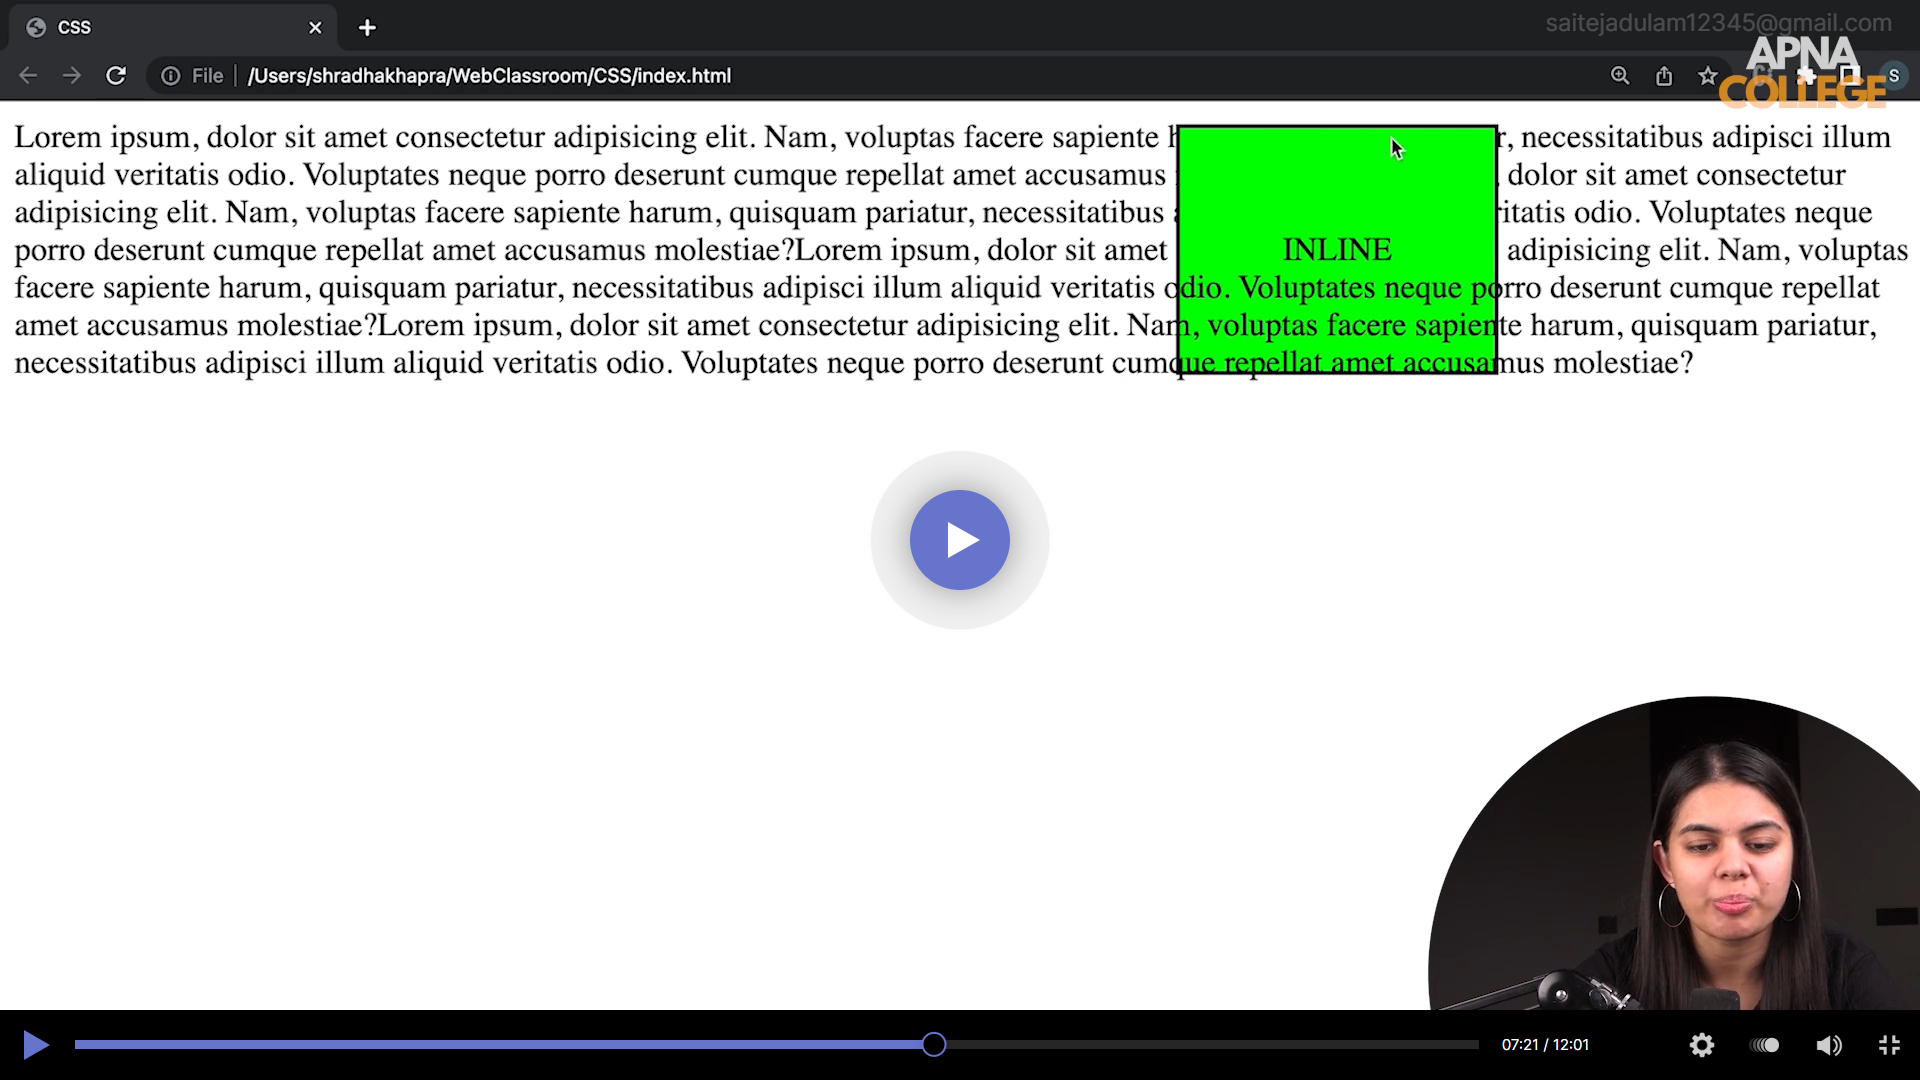 CSS
saitejadulam12345@gmail.com
APNA
COLLEGE
File
/Users/shradhakhapra/WebClassroom/CSS/index.html
S
Lorem ipsum, dolor sit amet consectetur adipisicing elit. Nam, voluptas facere sapiente r, necessitatibus adipisci illum
aliquid veritatis odio. Voluptates neque porro deserunt cumque repellat amet accusamus dolor sit amet consectetur
adipisicing elit. Nam, voluptas facere sapiente harum, quisquam pariatur, necessitatibus ritatis odio. Voluptates neque
porro deserunt cumque repellat amet accusamus molestiae?Lorem ipsum, dolor sit amet INLINE adipisicing elit. Nam, voluptas
facere sapiente harum, quisquam pariatur, necessitatibus adipisci illum aliquid veritatis odio. Voluptates neque porro deserunt cumque repellat
amet accusamus molestiae?Lorem ipsum, dolor sit amet consectetur adipisicing elit. Nam, voluptas facere sapiente harum, quisquam pariatur,
necessitatibus adipisci illum aliquid veritatis odio. Voluptates neque porro deserunt cumque repellat amet accusamus molestiae?
07:21 / 12:01